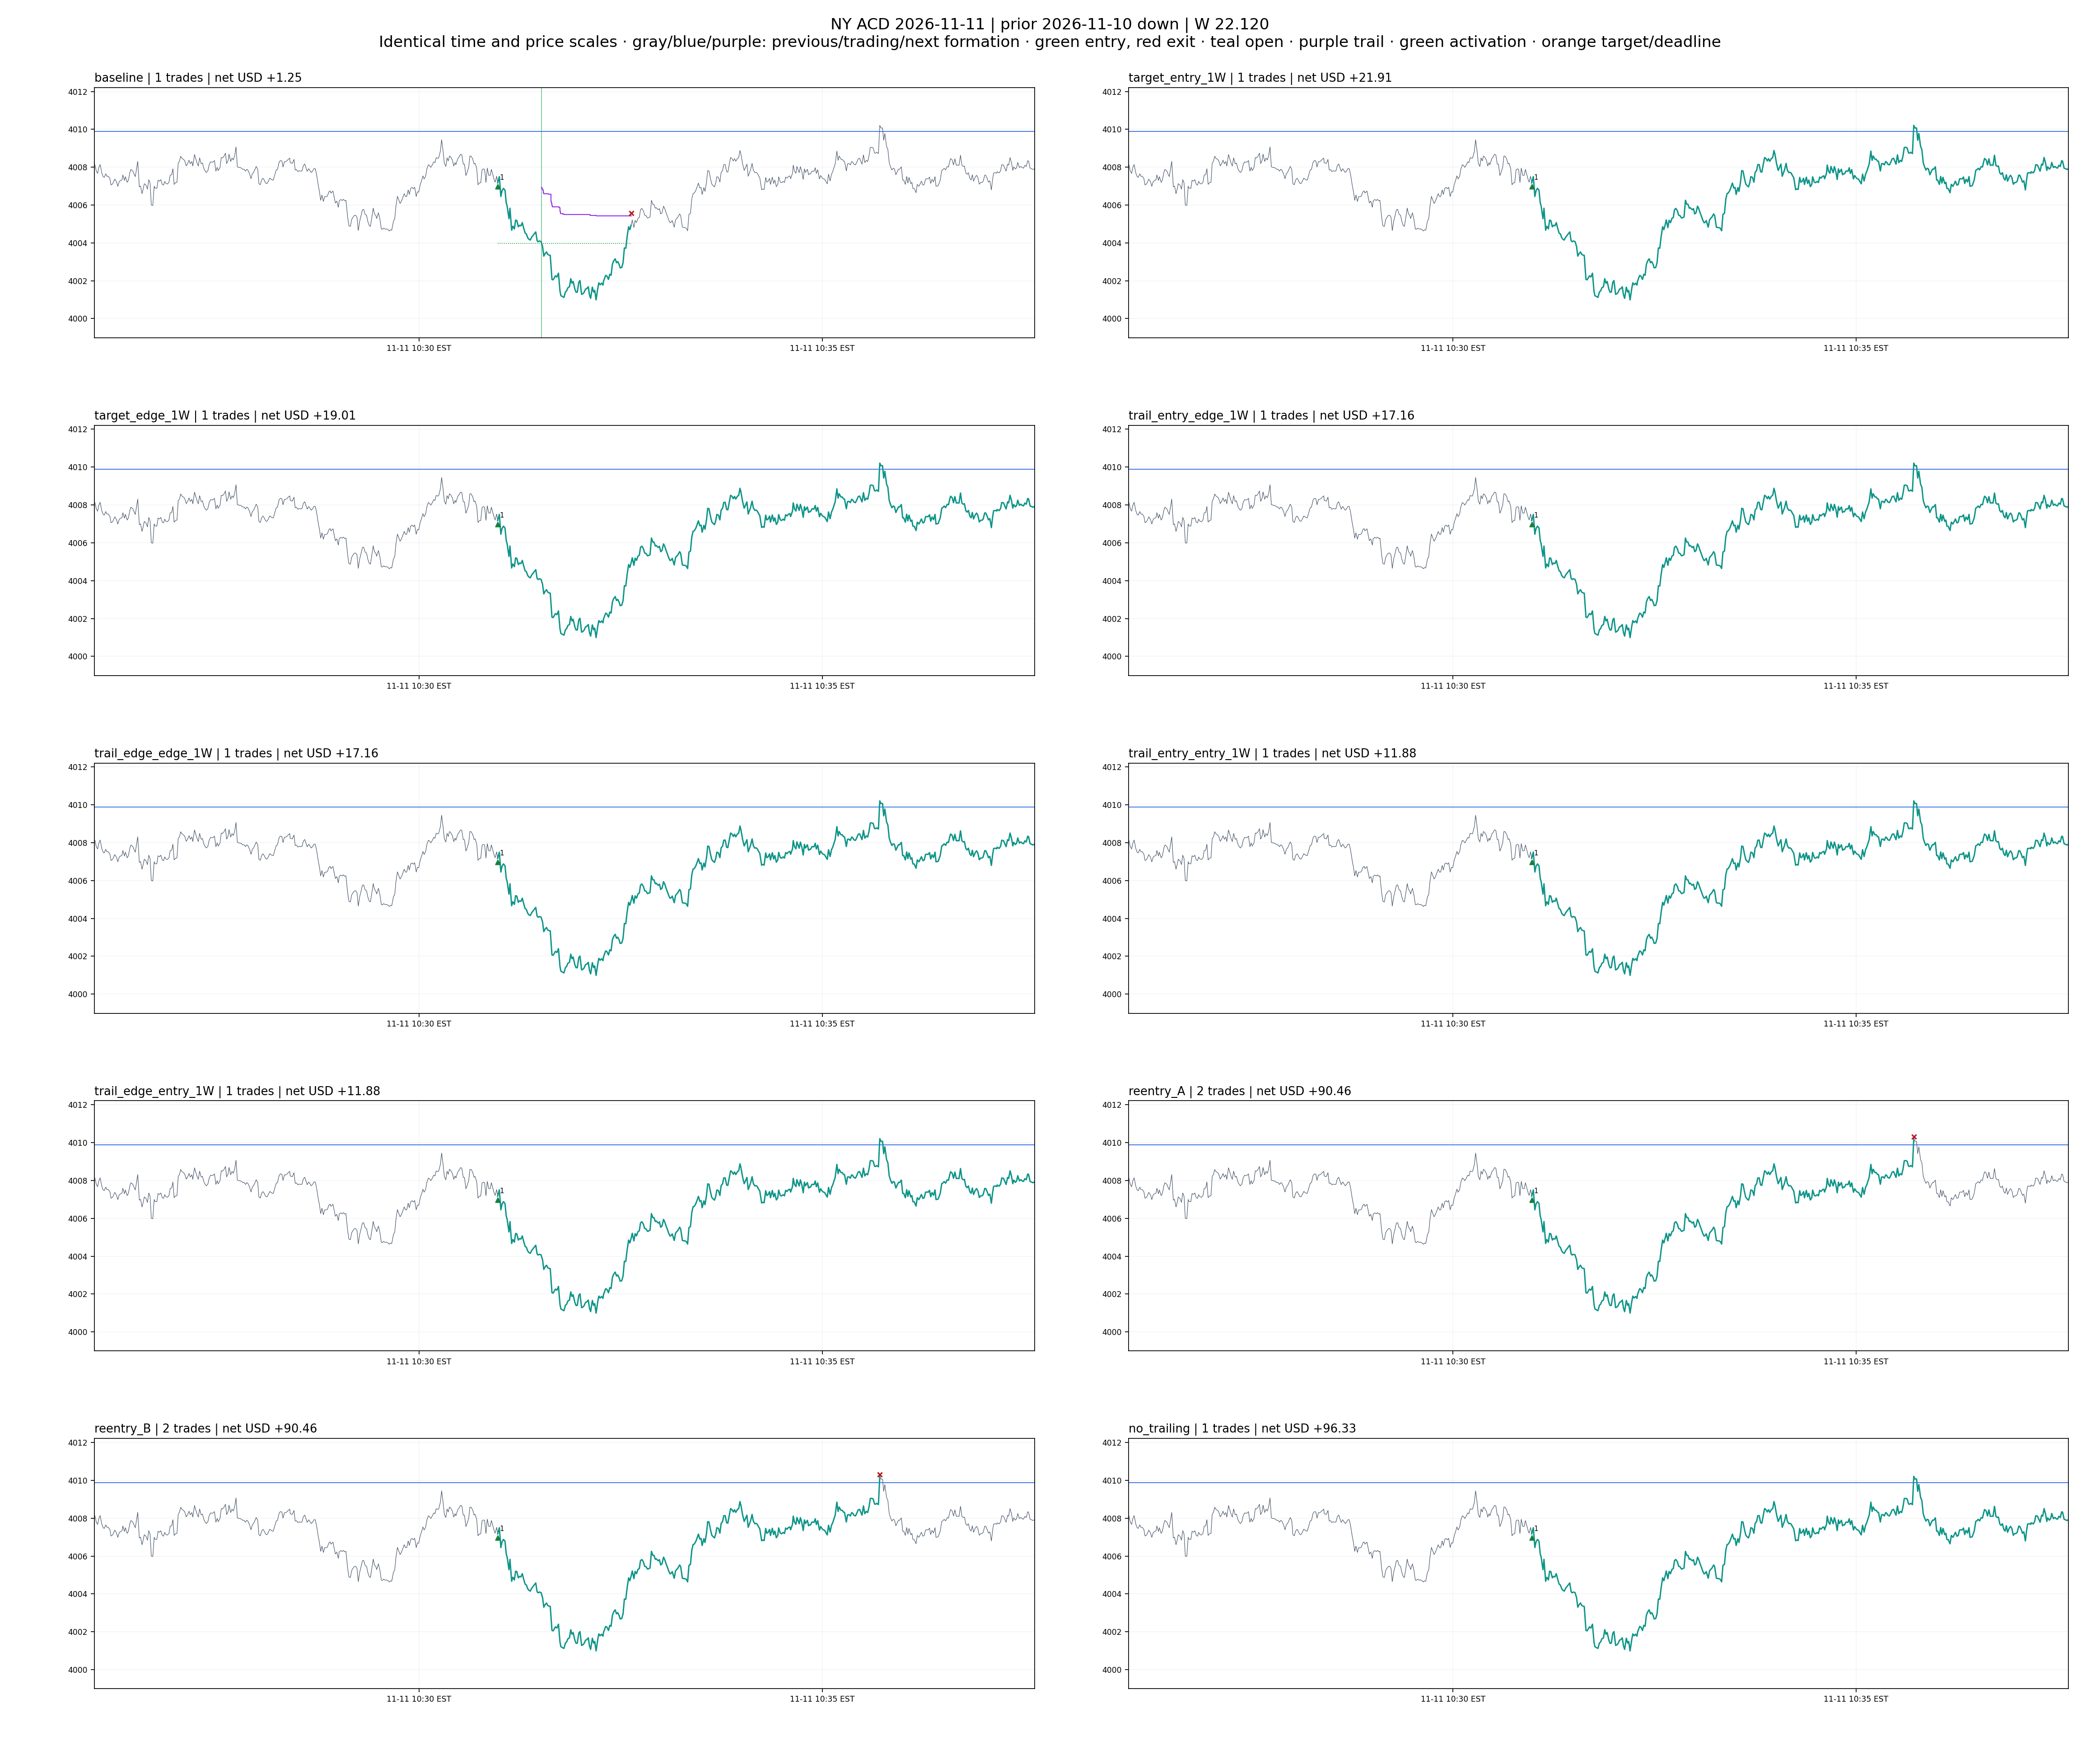 NY ACD 2026-11-11 | prior 2026-11-10 down | W 22.120
Identical time and price scales · gray/blue/purple: previous/trading/next formation · green entry, red exit · teal open · purple trail · green activation · orange target/deadline
baseline | 1 trades | net USD +1.25
4012
4010
4008
4006
4004
4002
4000
1
11-11 10:30 EST
11-11 10:35 EST
target_entry_1W | 1 trades | net USD +21.91
4012
4010
4008
4006
4004
4002
4000
1
11-11 10:30 EST
11-11 10:35 EST
target_edge_1W | 1 trades | net USD +19.01
4012
4010
4008
4006
4004
4002
4000
1
11-11 10:30 EST
11-11 10:35 EST
trail_entry_edge_1W | 1 trades | net USD +17.16
4012
4010
4008
4006
4004
4002
4000
1
11-11 10:30 EST
11-11 10:35 EST
trail_edge_edge_1W | 1 trades | net USD +17.16
4012
4010
4008
4006
4004
4002
4000
1
11-11 10:30 EST
11-11 10:35 EST
trail_entry_entry_1W | 1 trades | net USD +11.88
4012
4010
4008
4006
4004
4002
4000
1
11-11 10:30 EST
11-11 10:35 EST
trail_edge_entry_1W | 1 trades | net USD +11.88
4012
4010
4008
4006
4004
4002
4000
1
11-11 10:30 EST
11-11 10:35 EST
reentry_A | 2 trades | net USD +90.46
4012
4010
4008
4006
4004
4002
4000
1
11-11 10:30 EST
11-11 10:35 EST
reentry_B | 2 trades | net USD +90.46
4012
4010
4008
4006
4004
4002
4000
1
11-11 10:30 EST
11-11 10:35 EST
no_trailing | 1 trades | net USD +96.33
4012
4010
4008
4006
4004
4002
4000
1
11-11 10:30 EST
11-11 10:35 EST